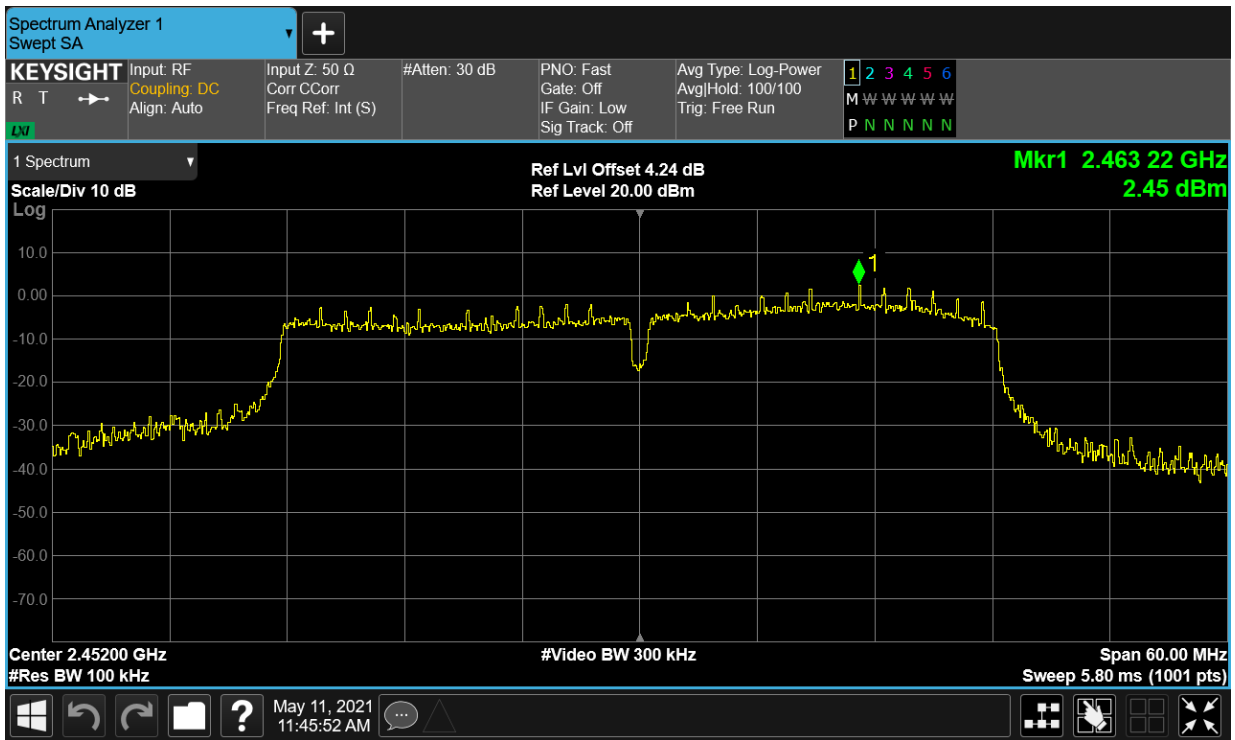 Spectrum Analyzer 1
Swept SA
▼
+
KEYSIGHT
R T
LXI
Input: RF
Coupling: DC
Align: Auto
Input Z: 50 Ω
Corr CCorr
Freq Ref: Int (S)
#Atten: 30 dB
PNO: Fast
Gate: Off
IF Gain: Low
Sig Track: Off
Avg Type: Log-Power
Avg|Hold: 100/100
Trig: Free Run
1 2 3 4 5 6
M W W W W W
P N N N N N
1 Spectrum ▼
Scale/Div 10 dB
Log
Ref Lvl Offset 4.24 dB
Ref Level 20.00 dBm
Mkr1 2.463 22 GHz
2.45 dBm
1
10.0
0.00
-10.0
-20.0
-30.0
-40.0
-50.0
-60.0
-70.0
Center 2.45200 GHz
#Res BW 100 kHz
#Video BW 300 kHz
Span 60.00 MHz
Sweep 5.80 ms (1001 pts)
?
May 11, 2021
11:45:52 AM